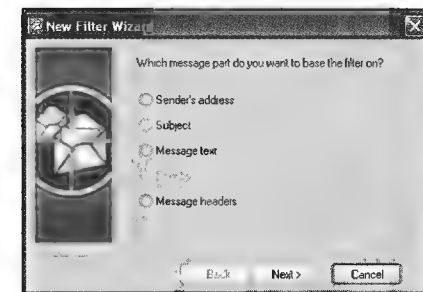 New Filter Wizard
Which message part do you want to base the filter on?
Sender's address
Subject
Message text
Message headers
Back
Next >
Cancel